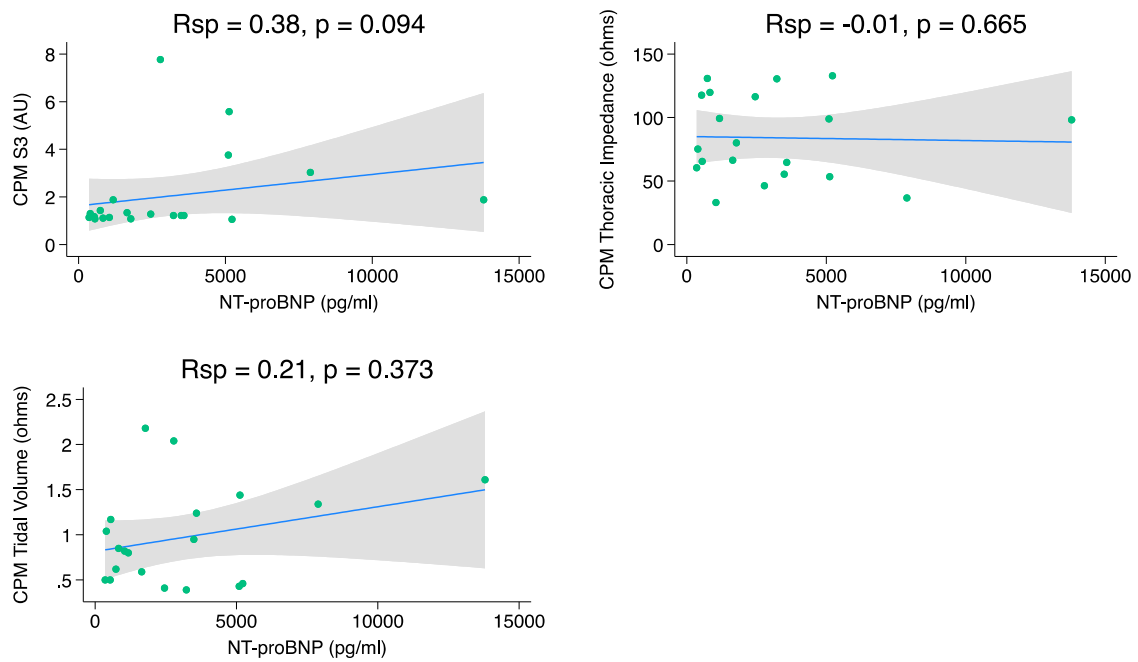 Rsp = 0.38, p = 0.094
CPM S3 (AU)
8
6
4
2
0
0 5000 10000 15000
NT-proBNP (pg/ml)
Rsp = -0.01, p = 0.665
CPM Thoracic Impedance (ohms)
150
100
50
0
0 5000 10000 15000
NT-proBNP (pg/ml)
Rsp = 0.21, p = 0.373
CPM Tidal Volume (ohms)
2.5
2
1.5
1
.5
0 5000 10000 15000
NT-proBNP (pg/ml)